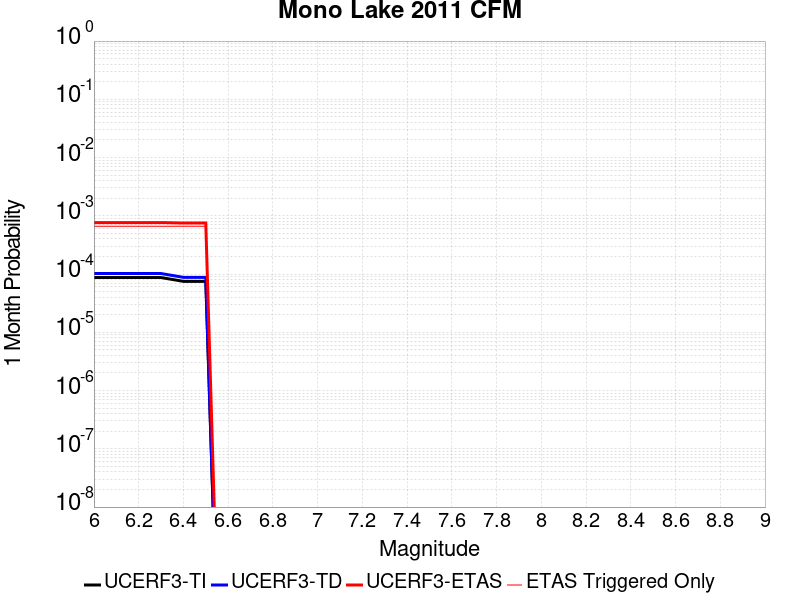 Mono Lake 2011 CFM
10^0
10^-1
10^-2
10^-3
10^-4
10^-5
10^-6
10^-7
10^-8
1 Month Probability
6 6.2 6.4 6.6 6.8 7 7.2 7.4 7.6 7.8 8 8.2 8.4 8.6 8.8 9
Magnitude
UCERF3-TI UCERF3-TD UCERF3-ETAS ETAS Triggered Only